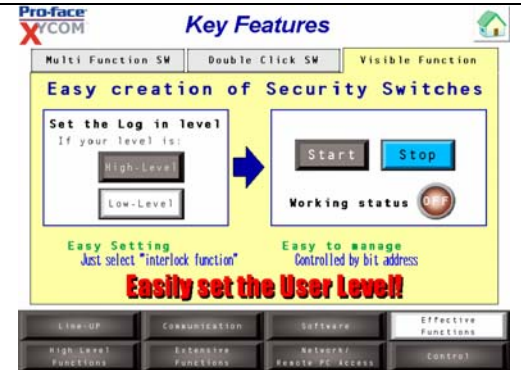 Pro-face
XYCOM
Key Features
Multi Function SW
Double Click SW
Visible Function
Easy creation of Security Switches
Set the Log in level
If your level is:
High-Level
Low-Level
Start
Stop
Working status
OFF
Easy Setting
Just select "interlock function"
Easy to manage
Controlled by bit address
Easily set the User Level!
Line-UP
Communication
Software
Effective
Functions
High Level
Functions
Extensive
Functions
Network/
Remote PC Access
Control